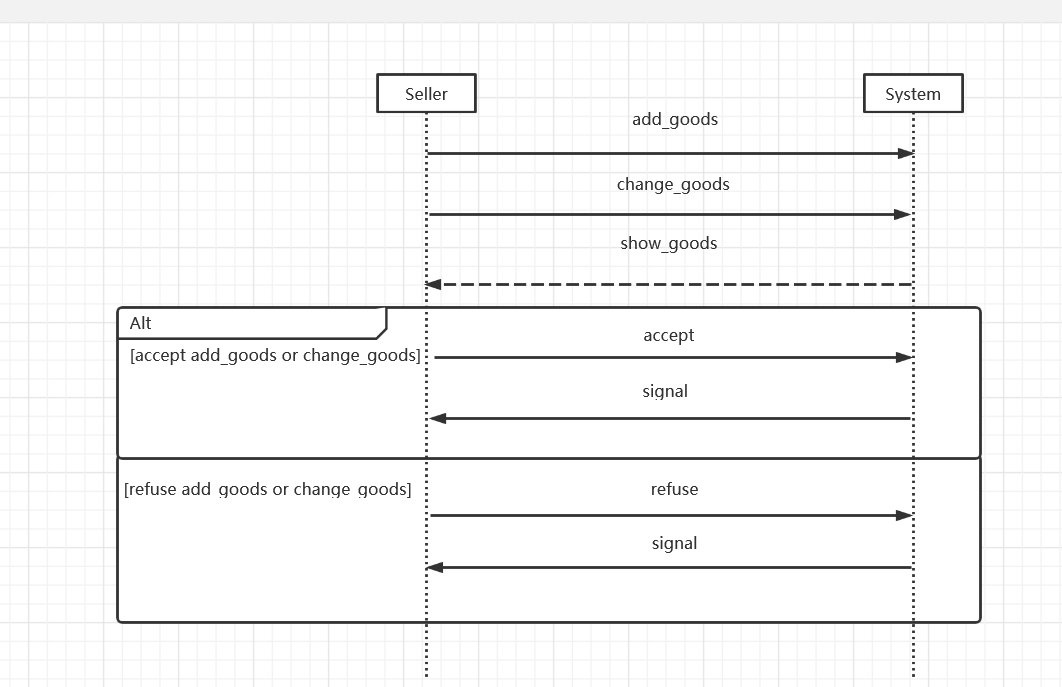 Seller
System
add_goods
change_goods
show_goods
Alt
accept
[accept add_goods or change_goods]
signal
[refuse add_goods or change_goods]
refuse
signal